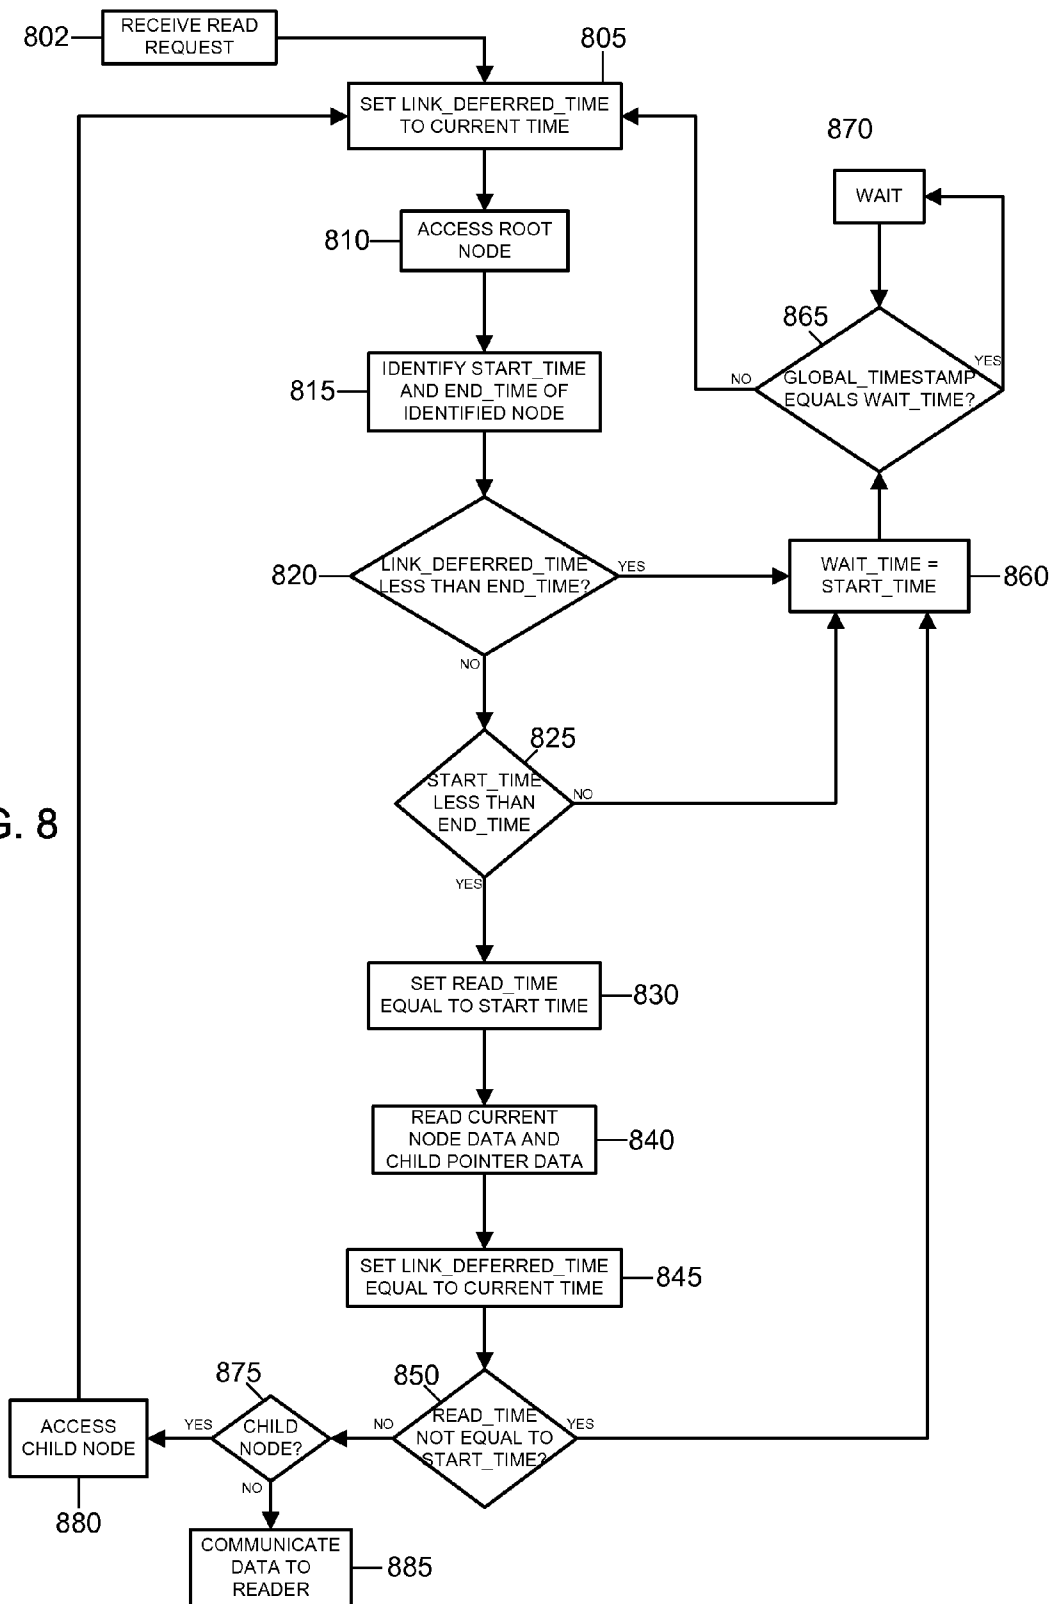 802
RECEIVE READ
REQUEST
805
SET LINK_DEFERRED_TIME
TO CURRENT TIME
870
WAIT
810
ACCESS ROOT
NODE
865
GLOBAL_TIMESTAMP
EQUALS WAIT_TIME?
YES
NO
815
IDENTIFY START_TIME
AND END_TIME OF
IDENTIFIED NODE
820
LINK_DEFERRED_TIME
LESS THAN END_TIME?
YES
NO
WAIT_TIME =
START_TIME
860
825
START_TIME
LESS THAN
END_TIME
NO
YES
G. 8
SET READ_TIME
EQUAL TO START TIME
830
READ CURRENT
NODE DATA AND
CHILD POINTER DATA
840
SET LINK_DEFERRED_TIME
EQUAL TO CURRENT TIME
845
850
READ_TIME
NOT EQUAL TO
START_TIME?
YES
NO
875
CHILD
NODE?
YES
NO
ACCESS
CHILD NODE
880
COMMUNICATE
DATA TO
READER
885